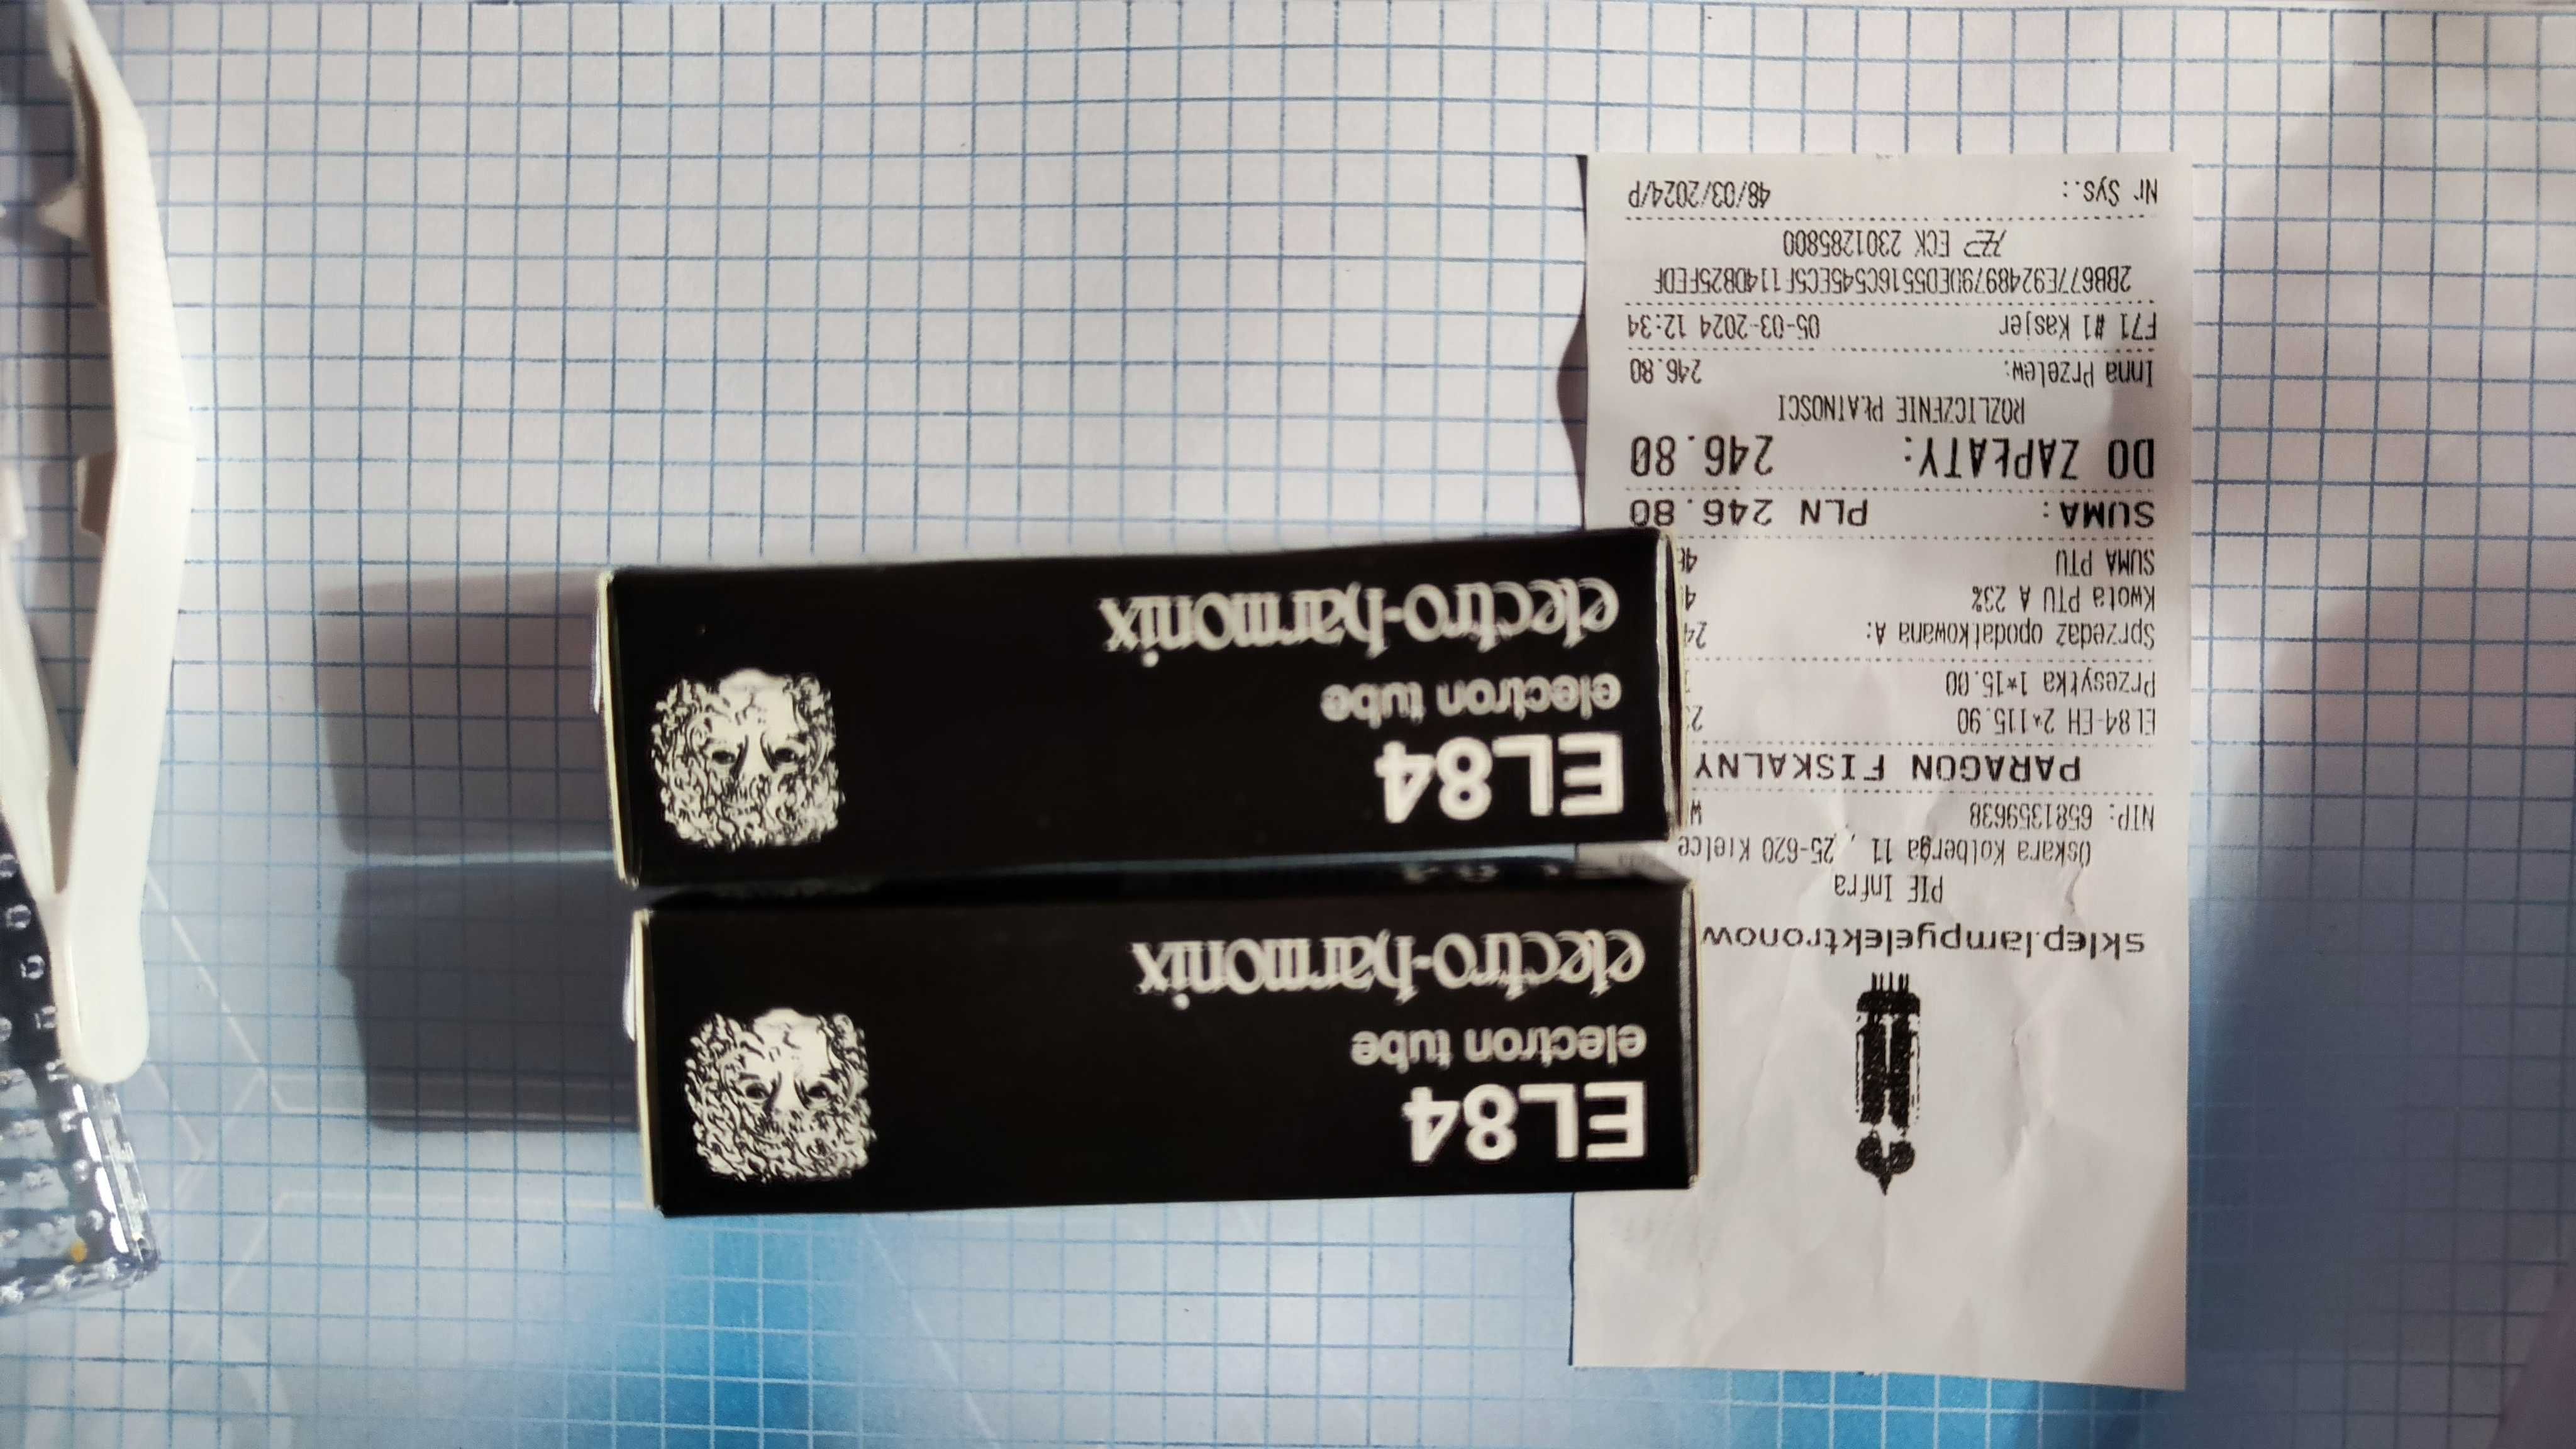 sklep.lampyelektronow
PIE Infra
Oskara Kolberga 11 , 25-620 Kielce
NIP: 6581359638
PARAGON FISKALNY
EL84-EH 2*115.90
Przesyłka 1*15.00
Sprzedaż opodatkowana A:
Kwota PTU A 23%
SUMA PTU
SUMA: PLN 246.80
DO ZAPŁATY: 246.80
ROZLICZENIE PŁATNOŚCI
Inna Przelew: 246.80
F71 #1 Kasjer 05-03-2024 12:34
2BB677E9248979DED5516C545EC5F114DB25FEDF
ECK 2301285800
Nr Sys.: 48/03/2024/P
EL84
electron tube
electro-harmonix
EL84
electron tube
electro-harmonix